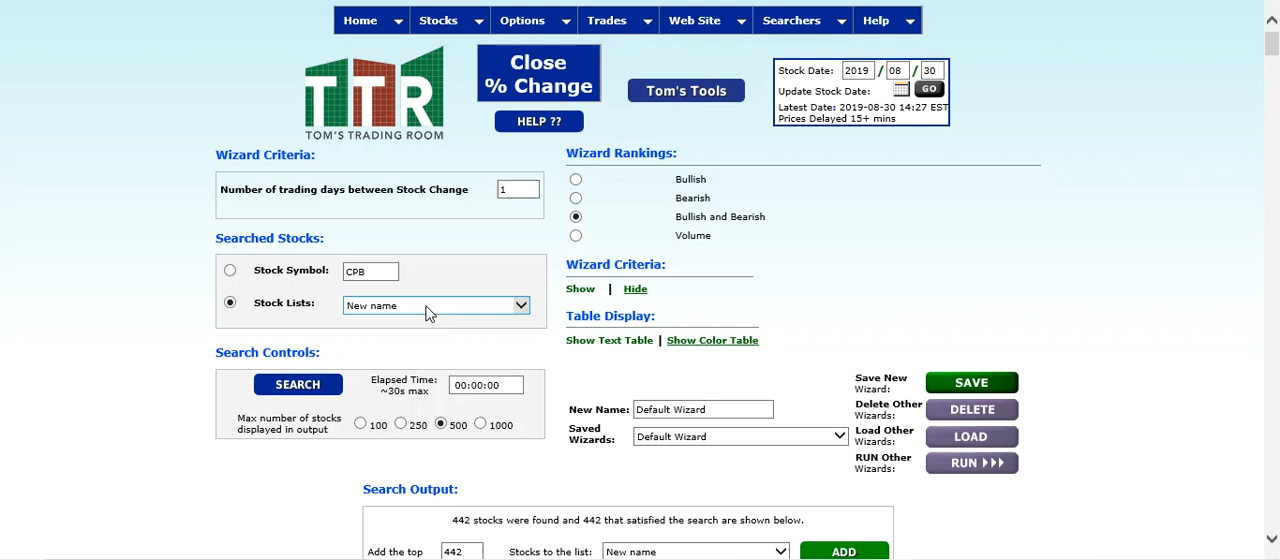 Home Stocks Options Trades Web Site Searchers Help
TTR
TOM'S TRADING ROOM
Close
% Change
HELP ??
Tom's Tools
Stock Date: 2019 / 08 / 30
Update Stock Date: GO
Latest Date: 2019-08-30 14:27 EST
Prices Delayed 15+ mins
Wizard Criteria:
Number of trading days between Stock Change 1
Searched Stocks:
Stock Symbol: CPB
Stock Lists: New name
Search Controls:
SEARCH Elapsed Time: 00:00:00
~30s max
Max number of stocks
displayed in output 100 250 500 1000
Wizard Rankings:
Bullish
Bearish
Bullish and Bearish
Volume
Wizard Criteria:
Show | Hide
Table Display:
Show Text Table | Show Color Table
New Name: Default Wizard
Saved
Wizards: Default Wizard
Save New
Wizard: SAVE
Delete Other
Wizards: DELETE
Load Other
Wizards: LOAD
RUN Other
Wizards: RUN
Search Output:
442 stocks were found and 442 that satisfied the search are shown below.
Add the top 442 Stocks to the list: New name ADD